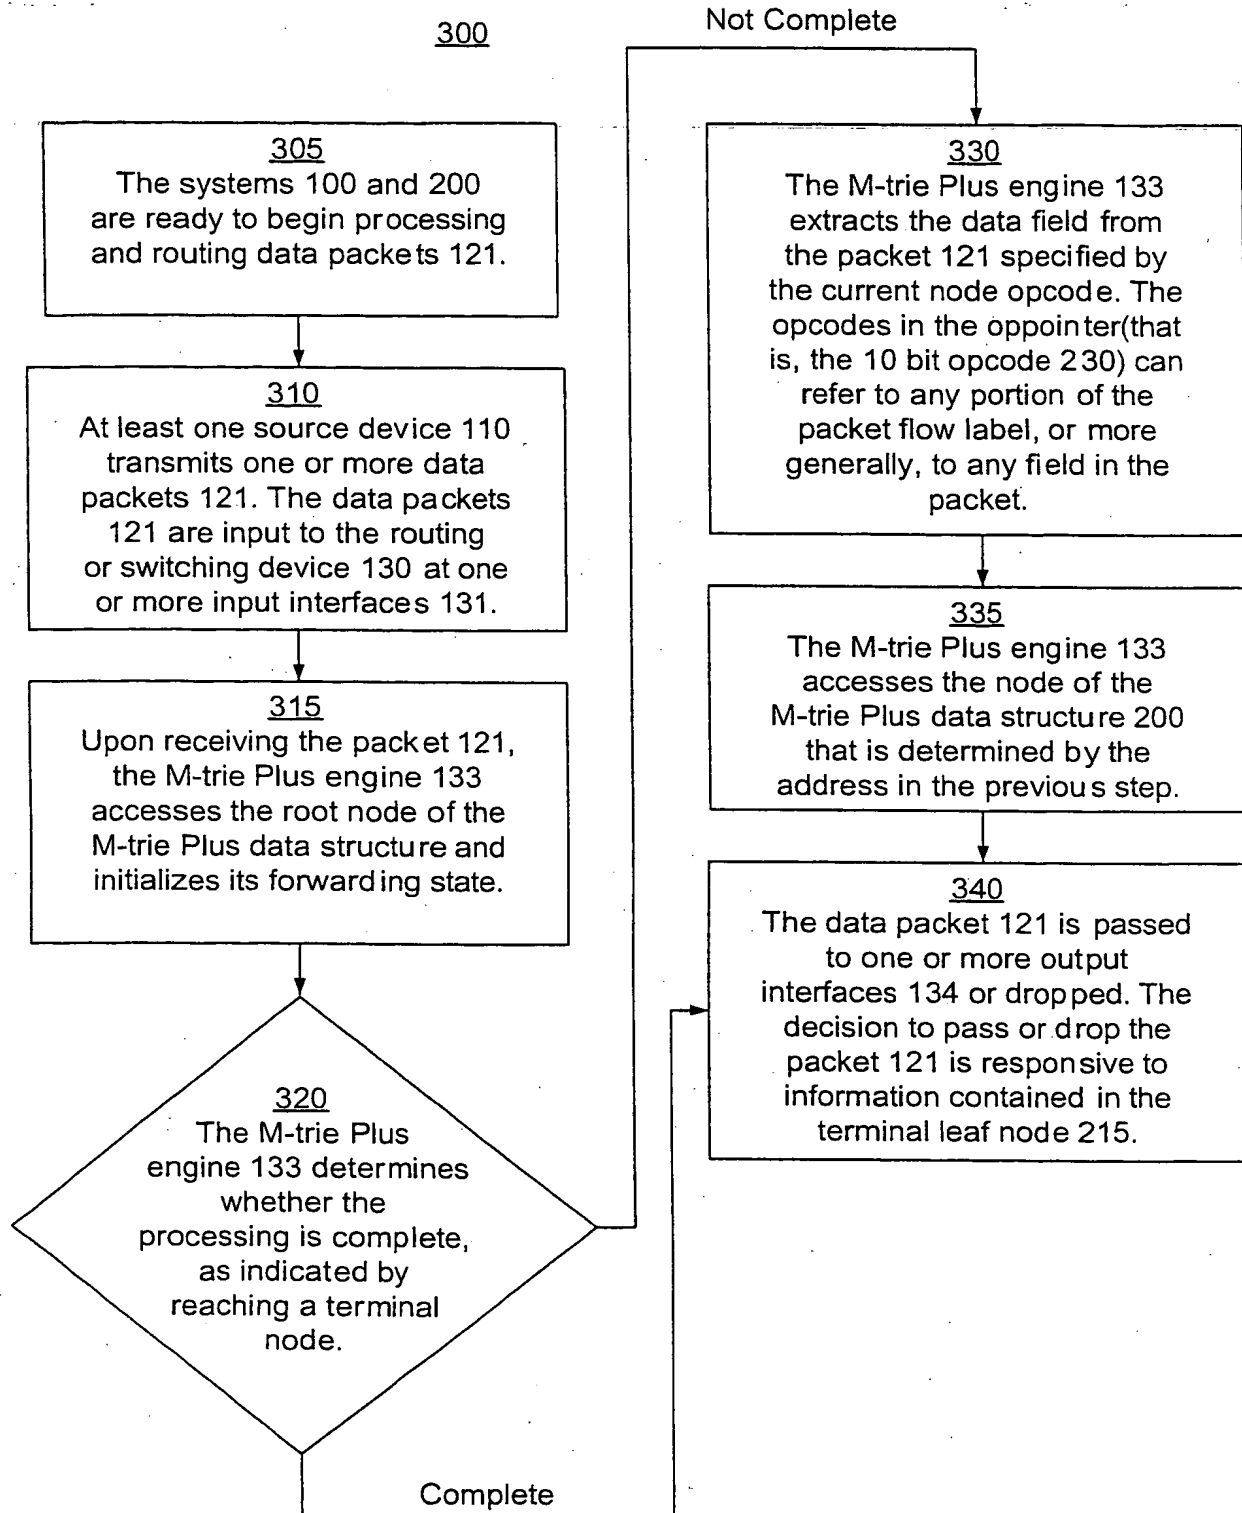 300
Not Complete
305
The systems 100 and 200
are ready to begin processing
and routing data packets 121.
310
At least one source device 110
transmits one or more data
packets 121. The data packets
121 are input to the routing
or switching device 130 at one
or more input interfaces 131.
315
Upon receiving the packet 121,
the M-trie Plus engine 133
accesses the root node of the
M-trie Plus data structure and
initializes its forwarding state.
320
The M-trie Plus
engine 133 determines
whether the
processing is complete,
as indicated by
reaching a terminal
node.
Complete
330
The M-trie Plus engine 133
extracts the data field from
the packet 121 specified by
the current node opcode. The
opcodes in the oppointer(that
is, the 10 bit opcode 230) can
refer to any portion of the
packet flow label, or more
generally, to any field in the
packet.
335
The M-trie Plus engine 133
accesses the node of the
M-trie Plus data structure 200
that is determined by the
address in the previous step.
340
The data packet 121 is passed
to one or more output
interfaces 134 or dropped. The
decision to pass or drop the
packet 121 is responsive to
information contained in the
terminal leaf node 215.